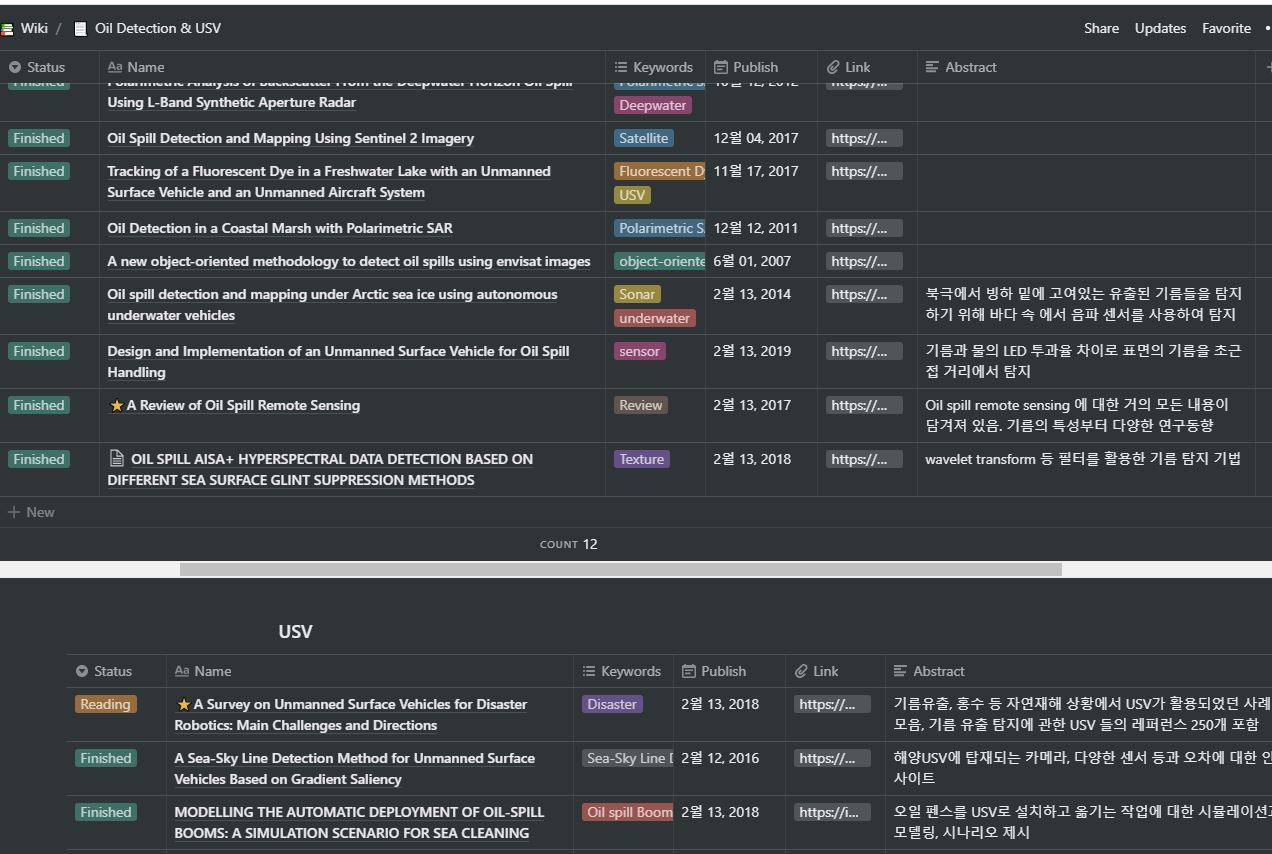 Wiki / Oil Detection & USV
Share Updates Favorite
Status Name Keywords Publish Link Abstract
Finished Polarimetric Analysis of Backscatter From the Deepwater Horizon Oil Spill Polarimetric S
Using L-Band Synthetic Aperture Radar Deepwater
Finished Oil Spill Detection and Mapping Using Sentinel 2 Imagery Satellite 12월 04, 2017 https://...
Finished Tracking of a Fluorescent Dye in a Freshwater Lake with an Unmanned Fluorescent D 11월 17, 2017 https://...
Surface Vehicle and an Unmanned Aircraft System USV
Finished Oil Detection in a Coastal Marsh with Polarimetric SAR Polarimetric S 12월 12, 2011 https://...
Finished A new object-oriented methodology to detect oil spills using envisat images object-oriente 6월 01, 2007 https://...
Finished Oil spill detection and mapping under Arctic sea ice using autonomous Sonar 2월 13, 2014 https://... 북극에서 빙하 밑에 고여있는 유출된 기름들을 탐지
underwater vehicles underwater 하기 위해 바다 속 에서 음파 센서를 사용하여 탐지
Finished Design and Implementation of an Unmanned Surface Vehicle for Oil Spill sensor 2월 13, 2019 https://... 기름과 물의 LED 투과율 차이로 표면의 기름을 초근
Handling 접 거리에서 탐지
Finished A Review of Oil Spill Remote Sensing Review 2월 13, 2017 https://... Oil spill remote sensing 에 대한 거의 모든 내용이
담겨져 있음. 기름의 특성부터 다양한 연구동향
Finished OIL SPILL AISA+ HYPERSPECTRAL DATA DETECTION BASED ON Texture 2월 13, 2018 https://... wavelet transform 등 필터를 활용한 기름 탐지 기법
DIFFERENT SEA SURFACE GLINT SUPPRESSION METHODS
+ New
COUNT 12
USV
Status Name Keywords Publish Link Abstract
Reading A Survey on Unmanned Surface Vehicles for Disaster Disaster 2월 13, 2018 https://... 기름유출, 홍수 등 자연재해 상황에서 USV가 활용되었던 사례
Robotics: Main Challenges and Directions 모음, 기름 유출 탐지에 관한 USV 들의 레퍼런스 250개 포함
Finished A Sea-Sky Line Detection Method for Unmanned Surface Sea-Sky Line 2월 12, 2016 https://... 해양USV에 탑재되는 카메라, 다양한 센서 등과 오차에 대한 인
Vehicles Based on Gradient Saliency 사이트
Finished MODELLING THE AUTOMATIC DEPLOYMENT OF OIL-SPILL Oil spill Boom 2월 13, 2018 https://i... 오일 펜스를 USV로 설치하고 옮기는 작업에 대한 시뮬레이션
BOOMS: A SIMULATION SCENARIO FOR SEA CLEANING 모델링, 시나리오 제시